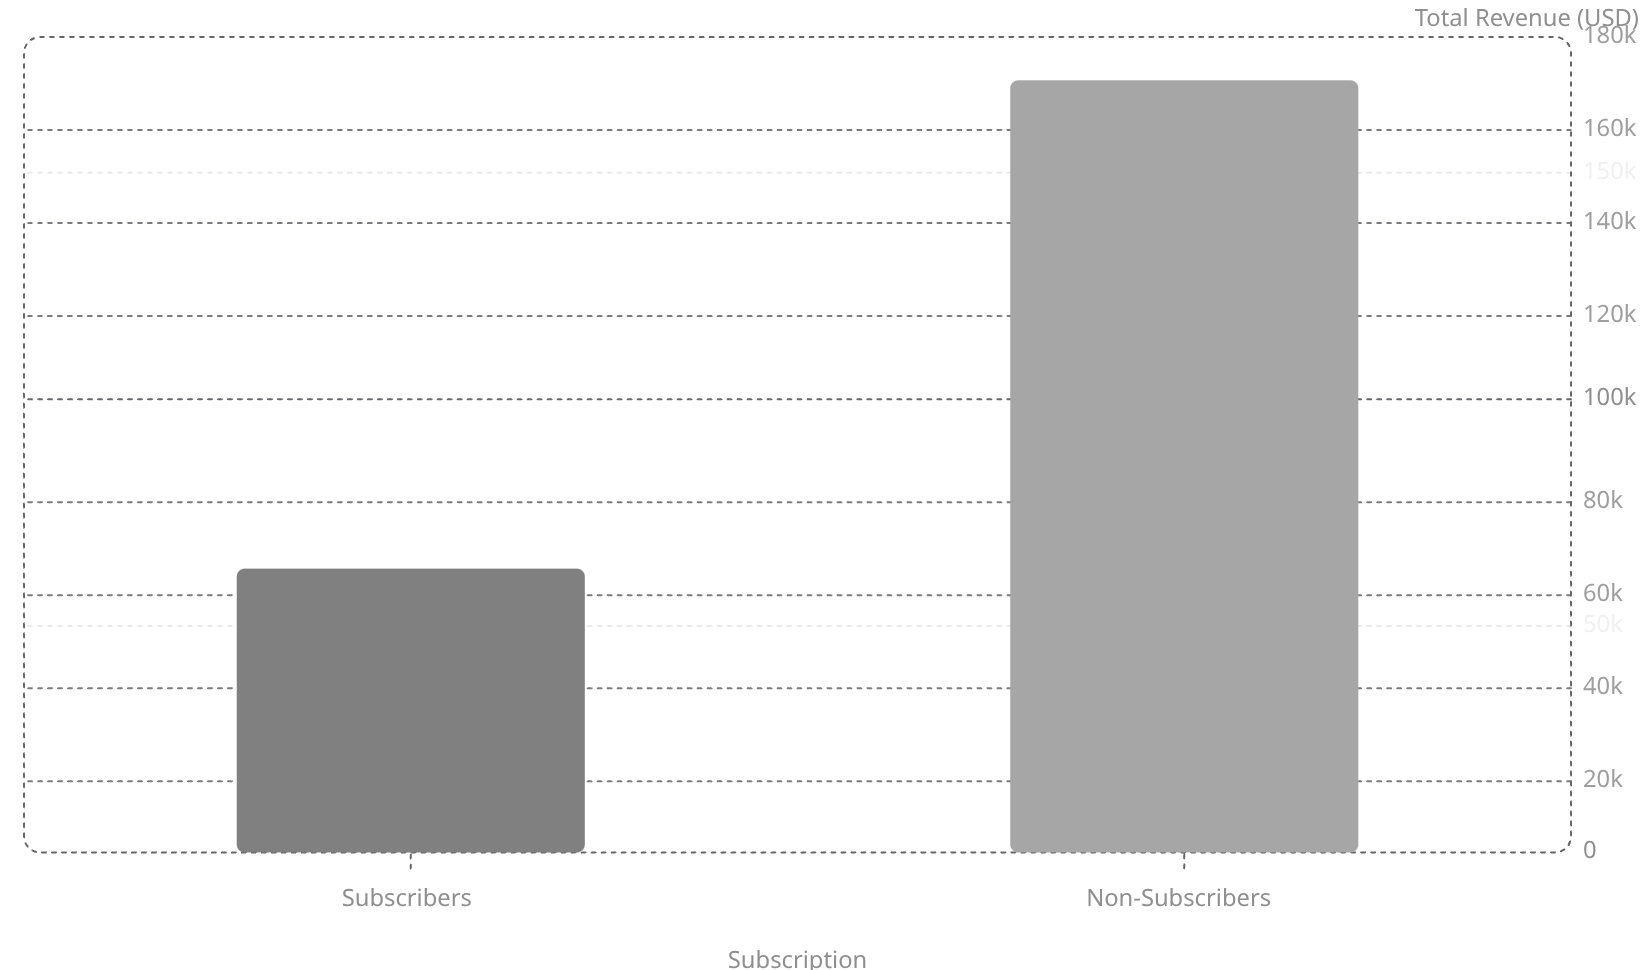 Total Revenue (USD)
180k
160k
150k
140k
120k
100k
80k
60k
50k
40k
20k
0
Subscribers
Non-Subscribers
Subscription